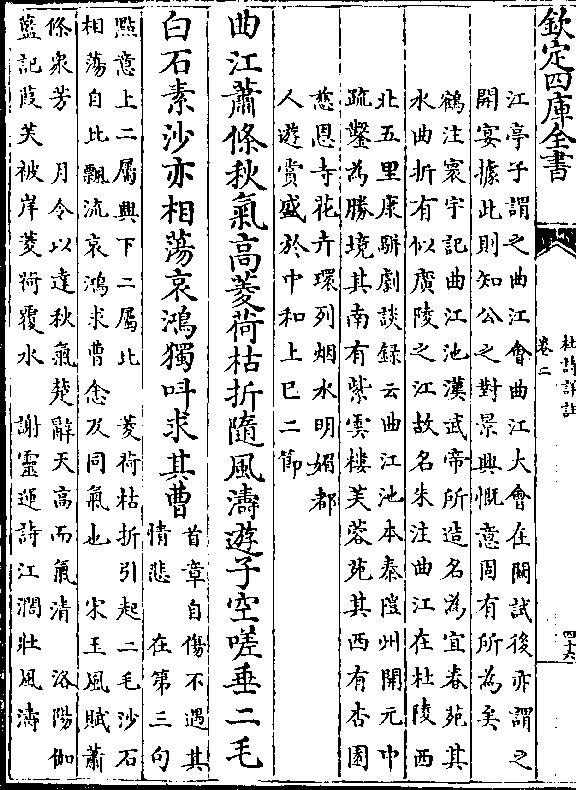 欽定四庫全書
杜詩詳註
卷二
四十六
江亭子謂之曲江會曲江大會在關試後亦謂之
開宴據此則知公之對景興慨意固有所為矣
鶴注寰宇記曲江池漢武帝所造名為宜春苑其
水曲折有似廣陵之江故名朱注曲江在杜陵西
北五里康駢劇談録云曲江池本秦隑州開元中
疏鑿為勝境其南有紫雲樓芙蓉苑其西有杏園
慈恩寺花卉環列烟水明媚都
人遊賞盛於中和上巳二節
曲江蕭條秋氣高菱荷枯折隨風濤遊子空嗟垂二毛
白石素沙亦相蕩哀鴻獨叫求其曹
首章自傷不遇其
情悲 在第三句
點意上二屬興下二屬比 菱荷枯折引起二毛沙石
相蕩自比飄流哀鴻求曹念及同氣也 宋玉風賦蕭
條衆芳 月令以達秋氣楚辭天高而氣清 洛陽伽
藍記葭芙被岸菱荷覆水 謝靈運詩江濶壯風濤